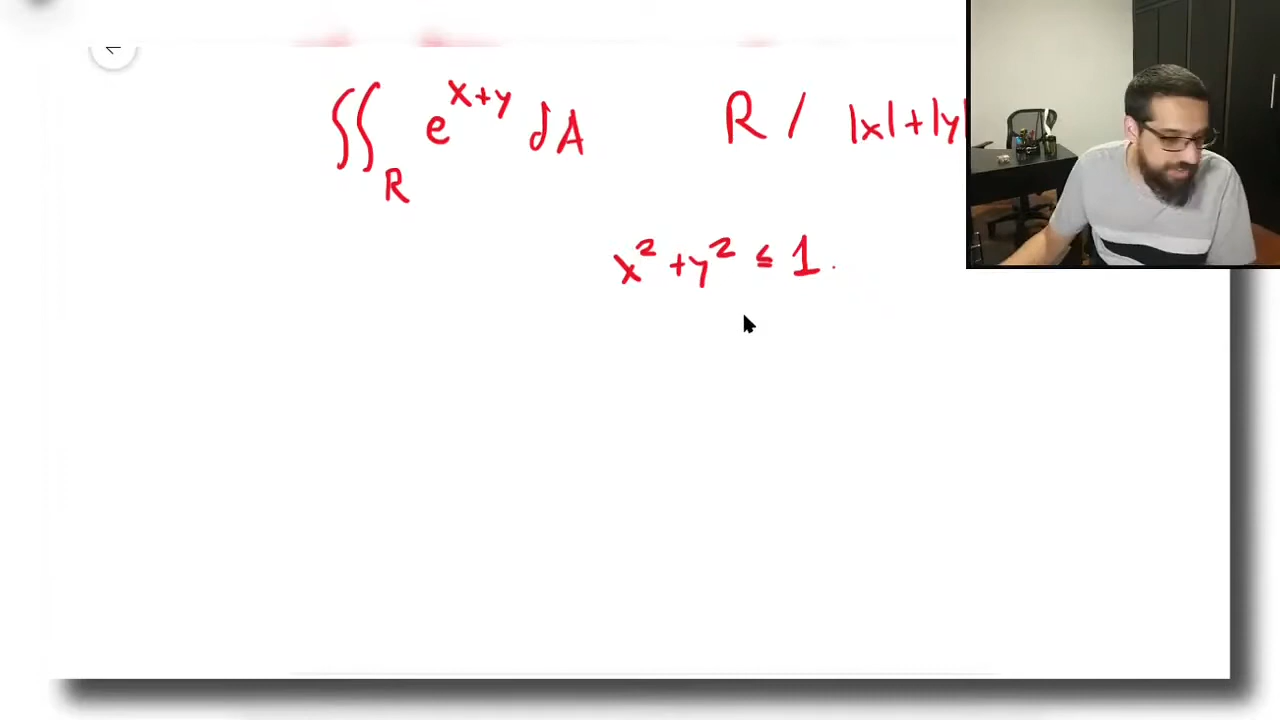 ∬_R e^{x+y} dA R / |x|+|y|
x² + y² ≤ 1.